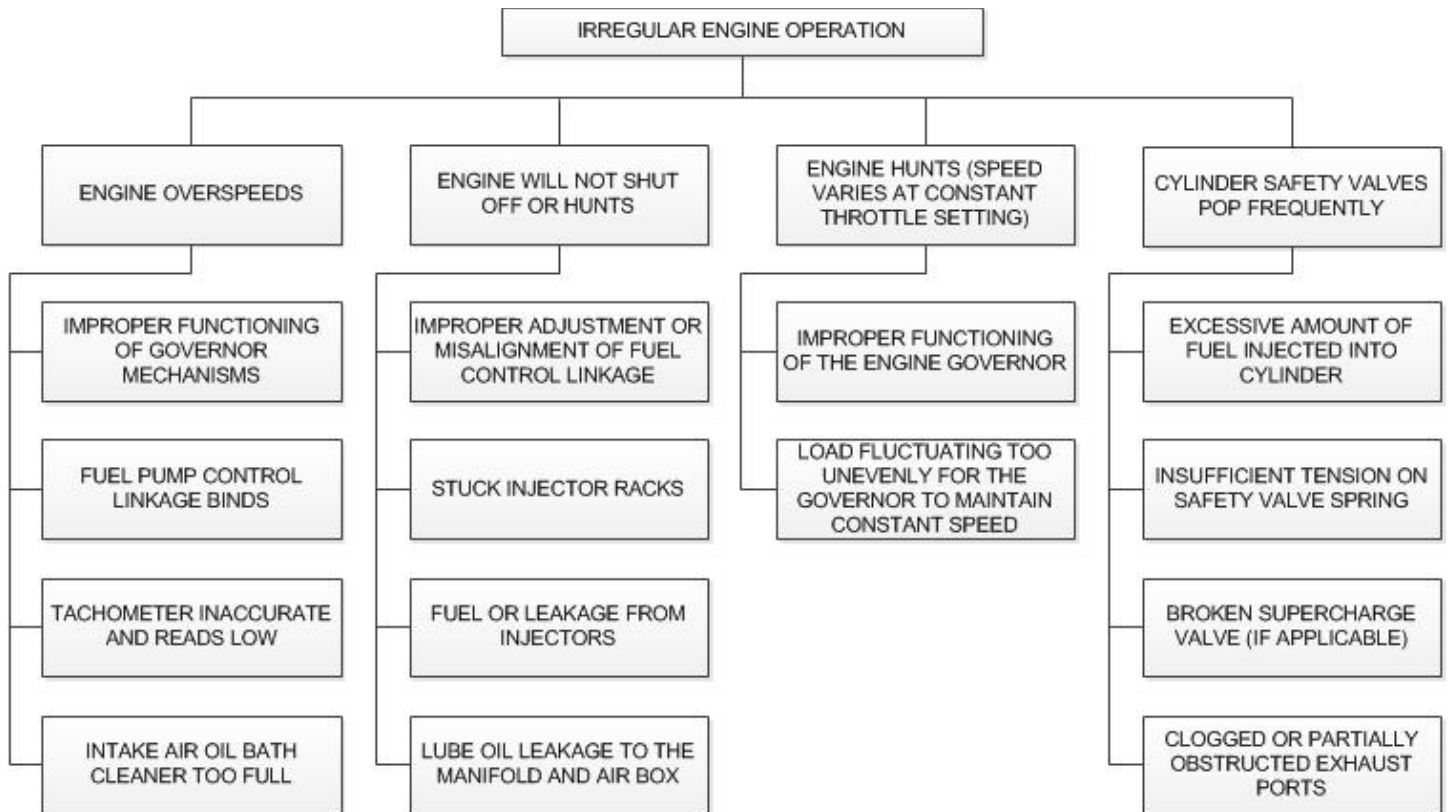 IRREGULAR ENGINE OPERATION
ENGINE OVERSPEEDS
IMPROPER FUNCTIONING
OF GOVERNOR
MECHANISMS
FUEL PUMP CONTROL
LINKAGE BINDS
TACHOMETER INACCURATE
AND READS LOW
INTAKE AIR OIL BATH
CLEANER TOO FULL
ENGINE WILL NOT SHUT
OFF OR HUNTS
IMPROPER ADJUSTMENT OR
MISALIGNMENT OF FUEL
CONTROL LINKAGE
STUCK INJECTOR RACKS
FUEL OR LEAKAGE FROM
INJECTORS
LUBE OIL LEAKAGE TO THE
MANIFOLD AND AIR BOX
ENGINE HUNTS (SPEED
VARIES AT CONSTANT
THROTTLE SETTING)
IMPROPER FUNCTIONING
OF THE ENGINE GOVERNOR
LOAD FLUCTUATING TOO
UNEVENLY FOR THE
GOVERNOR TO MAINTAIN
CONSTANT SPEED
CYLINDER SAFETY VALVES
POP FREQUENTLY
EXCESSIVE AMOUNT OF
FUEL INJECTED INTO
CYLINDER
INSUFFICIENT TENSION ON
SAFETY VALVE SPRING
BROKEN SUPERCHARGE
VALVE (IF APPLICABLE)
CLOGGED OR PARTIALLY
OBSTRUCTED EXHAUST
PORTS